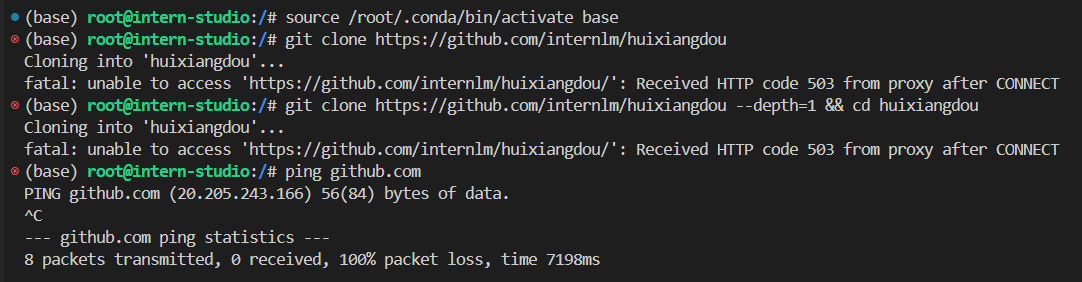 (base) root@intern-studio:/# source /root/.conda/bin/activate base
(base) root@intern-studio:/# git clone https://github.com/internlm/huixiangdou
Cloning into 'huixiangdou'...
fatal: unable to access 'https://github.com/internlm/huixiangdou/': Received HTTP code 503 from proxy after CONNECT
(base) root@intern-studio:/# git clone https://github.com/internlm/huixiangdou --depth=1 && cd huixiangdou
Cloning into 'huixiangdou'...
fatal: unable to access 'https://github.com/internlm/huixiangdou/': Received HTTP code 503 from proxy after CONNECT
(base) root@intern-studio:/# ping github.com
PING github.com (20.205.243.166) 56(84) bytes of data.
^C
--- github.com ping statistics ---
8 packets transmitted, 0 received, 100% packet loss, time 7198ms